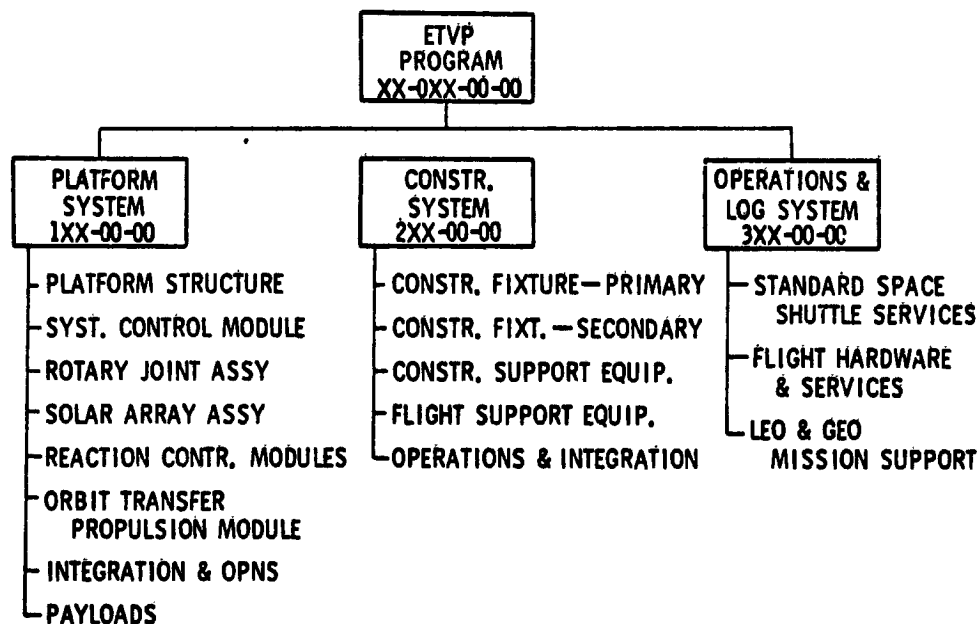 ETVP
PROGRAM
XX-0XX-00-00
PLATFORM
SYSTEM
1XX-00-00
PLATFORM STRUCTURE
SYST. CONTROL MODULE
ROTARY JOINT ASSY
SOLAR ARRAY ASSY
REACTION CONTR. MODULES
ORBIT TRANSFER
PROPULSION MODULE
INTEGRATION & OPNS
PAYLOADS
CONSTR.
SYSTEM
2XX-00-00
CONSTR. FIXTURE—PRIMARY
CONSTR. FIXT.—SECONDARY
CONSTR. SUPPORT EQUIP.
FLIGHT SUPPORT EQUIP.
OPERATIONS & INTEGRATION
OPERATIONS &
LOG SYSTEM
3XX-00-00
STANDARD SPACE
SHUTTLE SERVICES
FLIGHT HARDWARE
& SERVICES
LEO & GEO
MISSION SUPPORT